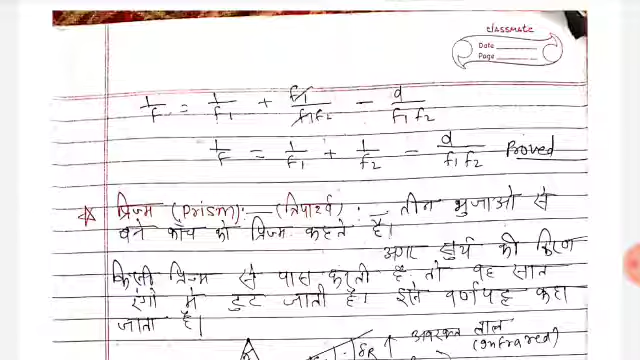 classmate
Date
Page
1/F = 1/F₁ + f₁/f₁F₂ − d/F₁F₂
1/F = 1/F₁ + 1/F₂ − d/f₁f₂ Proved
प्रिज्म (Prism):— (त्रिपार्श्व) :— तीन भुजाओ से
बने काँच को प्रिज्म कहते है।
अगर सुर्य की किरण
किसी प्रिज्म से पास करती है तो वह सात
रंगो मे टुट जाती है। इसे वर्णपट्ट कहा
जाता है।
A δR लाल
(infrared)